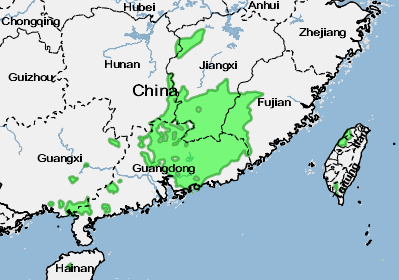 Hubei
Anhui
Chongqing
Zhejiang
Hunan
Jiangxi
Guizhou
China
Fujian
Guangxi
Guangdong
Hainan